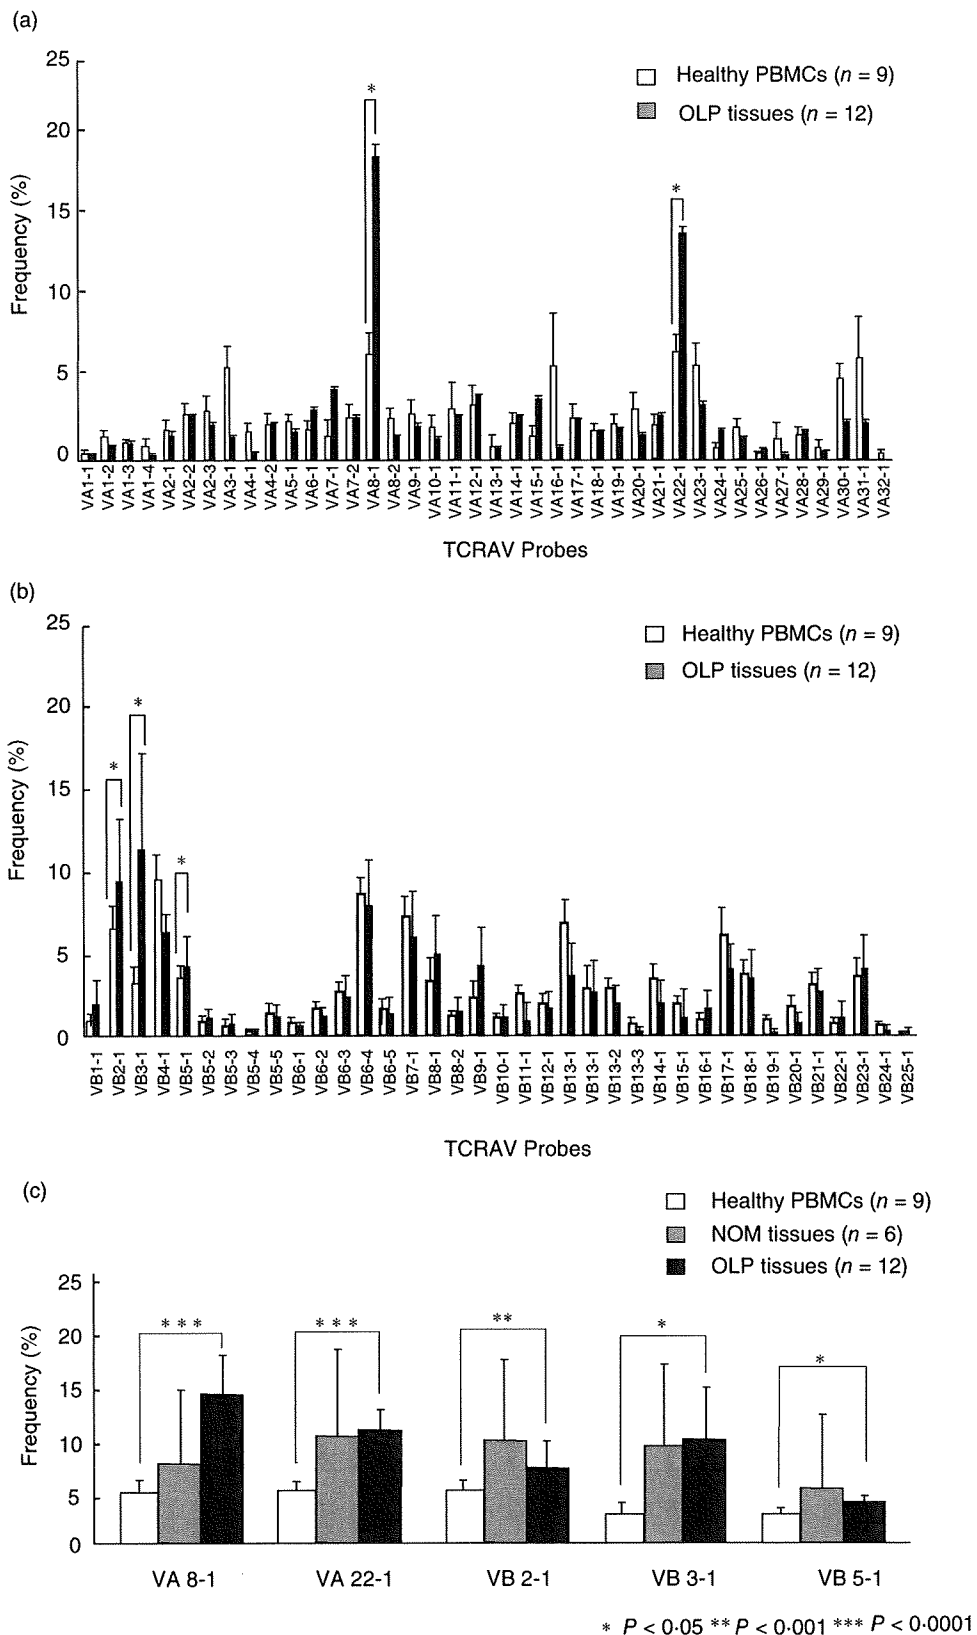 (a)
25
20
15
10
5
0
Frequency (%)
Healthy PBMCs (n = 9)
OLP tissues (n = 12)
*
*
VA1-1
VA1-2
VA1-3
VA1-4
VA2-1
VA2-2
VA2-3
VA3-1
VA4-1
VA4-2
VA5-1
VA6-1
VA7-1
VA7-2
VA8-1
VA8-2
VA9-1
VA10-1
VA11-1
VA12-1
VA13-1
VA14-1
VA15-1
VA16-1
VA17-1
VA18-1
VA19-1
VA20-1
VA21-1
VA22-1
VA23-1
VA24-1
VA25-1
VA26-1
VA27-1
VA28-1
VA29-1
VA30-1
VA31-1
VA32-1
TCRAV Probes
(b)
25
20
15
10
5
0
Frequency (%)
Healthy PBMCs (n = 9)
OLP tissues (n = 12)
*
*
*
VB1-1
VB2-1
VB3-1
VB4-1
VB5-1
VB5-2
VB5-3
VB5-4
VB5-5
VB6-1
VB6-2
VB6-3
VB6-4
VB6-5
VB7-1
VB8-1
VB8-2
VB9-1
VB10-1
VB11-1
VB12-1
VB13-1
VB13-1
VB13-2
VB13-3
VB14-1
VB15-1
VB16-1
VB17-1
VB18-1
VB19-1
VB20-1
VB21-1
VB22-1
VB23-1
VB24-1
VB25-1
TCRAV Probes
(c)
Healthy PBMCs (n = 9)
NOM tissues (n = 6)
OLP tissues (n = 12)
25
20
15
10
5
0
Frequency (%)
***
***
**
*
*
VA 8-1
VA 22-1
VB 2-1
VB 3-1
VB 5-1
* P < 0·05 ** P < 0·001 *** P < 0·0001